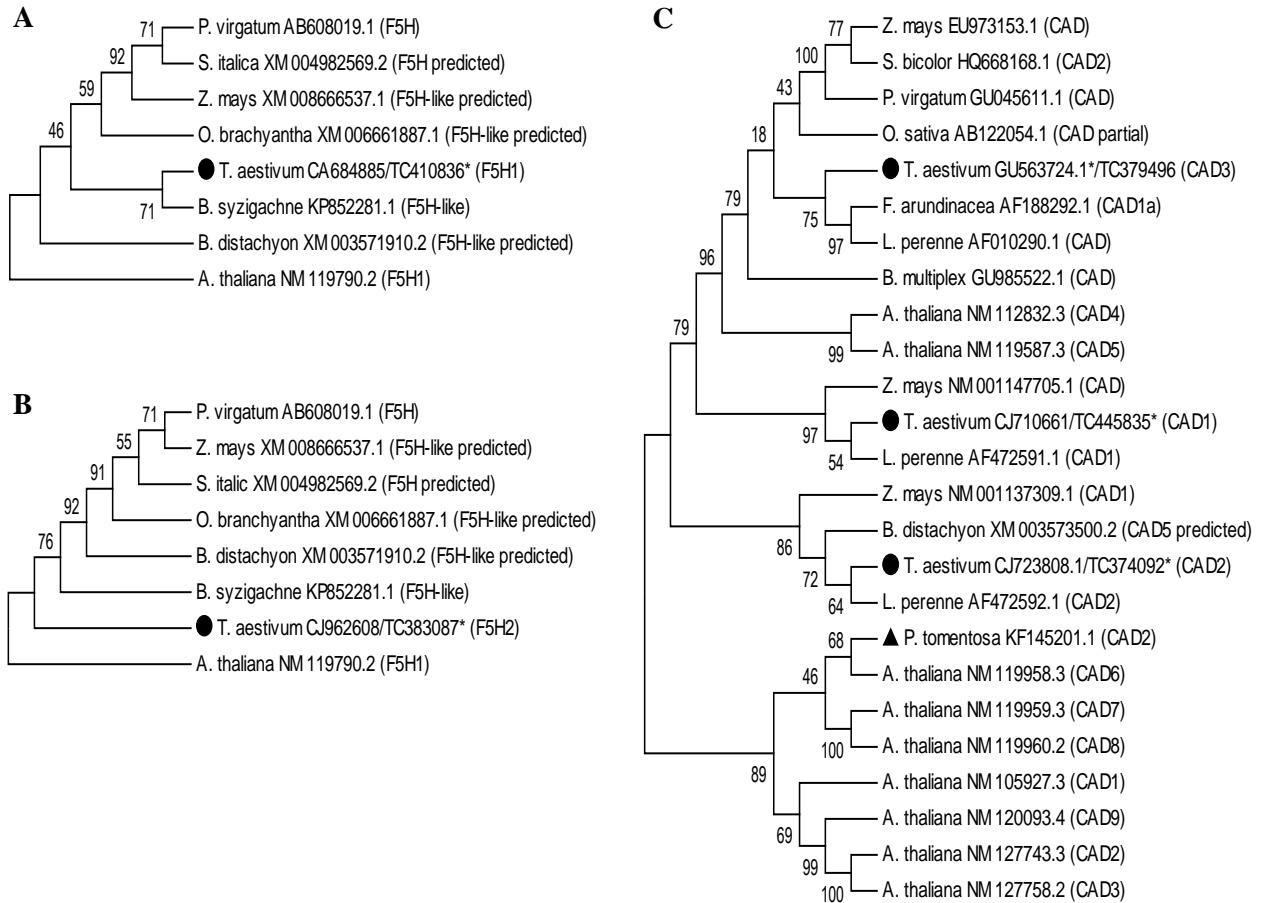 A
71
P. virgatum AB608019.1 (F5H)
S. italica XM 004982569.2 (F5H predicted)
92
Z. mays XM 008666537.1 (F5H-like predicted)
59
O. brachyantha XM 006661887.1 (F5H-like predicted)
46
T. aestivum CA684885/TC410836* (F5H1)
71
B. syzigachne KP852281.1 (F5H-like)
B. distachyon XM 003571910.2 (F5H-like predicted)
A. thaliana NM 119790.2 (F5H1)
B
71
P. virgatum AB608019.1 (F5H)
Z. mays XM 008666537.1 (F5H-like predicted)
55
S. italic XM 004982569.2 (F5H predicted)
91
O. branchyantha XM 006661887.1 (F5H-like predicted)
92
B. distachyon XM 003571910.2 (F5H-like predicted)
76
B. syzigachne KP852281.1 (F5H-like)
T. aestivum CJ962608/TC383087* (F5H2)
A. thaliana NM 119790.2 (F5H1)
C
77
Z. mays EU973153.1 (CAD)
100
S. bicolor HQ668168.1 (CAD2)
43
P. virgatum GU045611.1 (CAD)
18
O. sativa AB122054.1 (CAD partial)
T. aestivum GU563724.1*/TC379496 (CAD3)
79
75
F. arundinacea AF188292.1 (CAD1a)
97
L. perenne AF010290.1 (CAD)
96
B. multiplex GU985522.1 (CAD)
A. thaliana NM 112832.3 (CAD4)
79
99
A. thaliana NM 119587.3 (CAD5)
Z. mays NM 001147705.1 (CAD)
97
T. aestivum CJ710661/TC445835* (CAD1)
54
L. perenne AF472591.1 (CAD1)
Z. mays NM 001137309.1 (CAD1)
86
B. distachyon XM 003573500.2 (CAD5 predicted)
72
T. aestivum CJ723808.1/TC374092* (CAD2)
64
L. perenne AF472592.1 (CAD2)
68
P. tomentosa KF145201.1 (CAD2)
46
A. thaliana NM 119958.3 (CAD6)
A. thaliana NM 119959.3 (CAD7)
100
A. thaliana NM 119960.2 (CAD8)
89
A. thaliana NM 105927.3 (CAD1)
69
A. thaliana NM 120093.4 (CAD9)
99
A. thaliana NM 127743.3 (CAD2)
100
A. thaliana NM 127758.2 (CAD3)